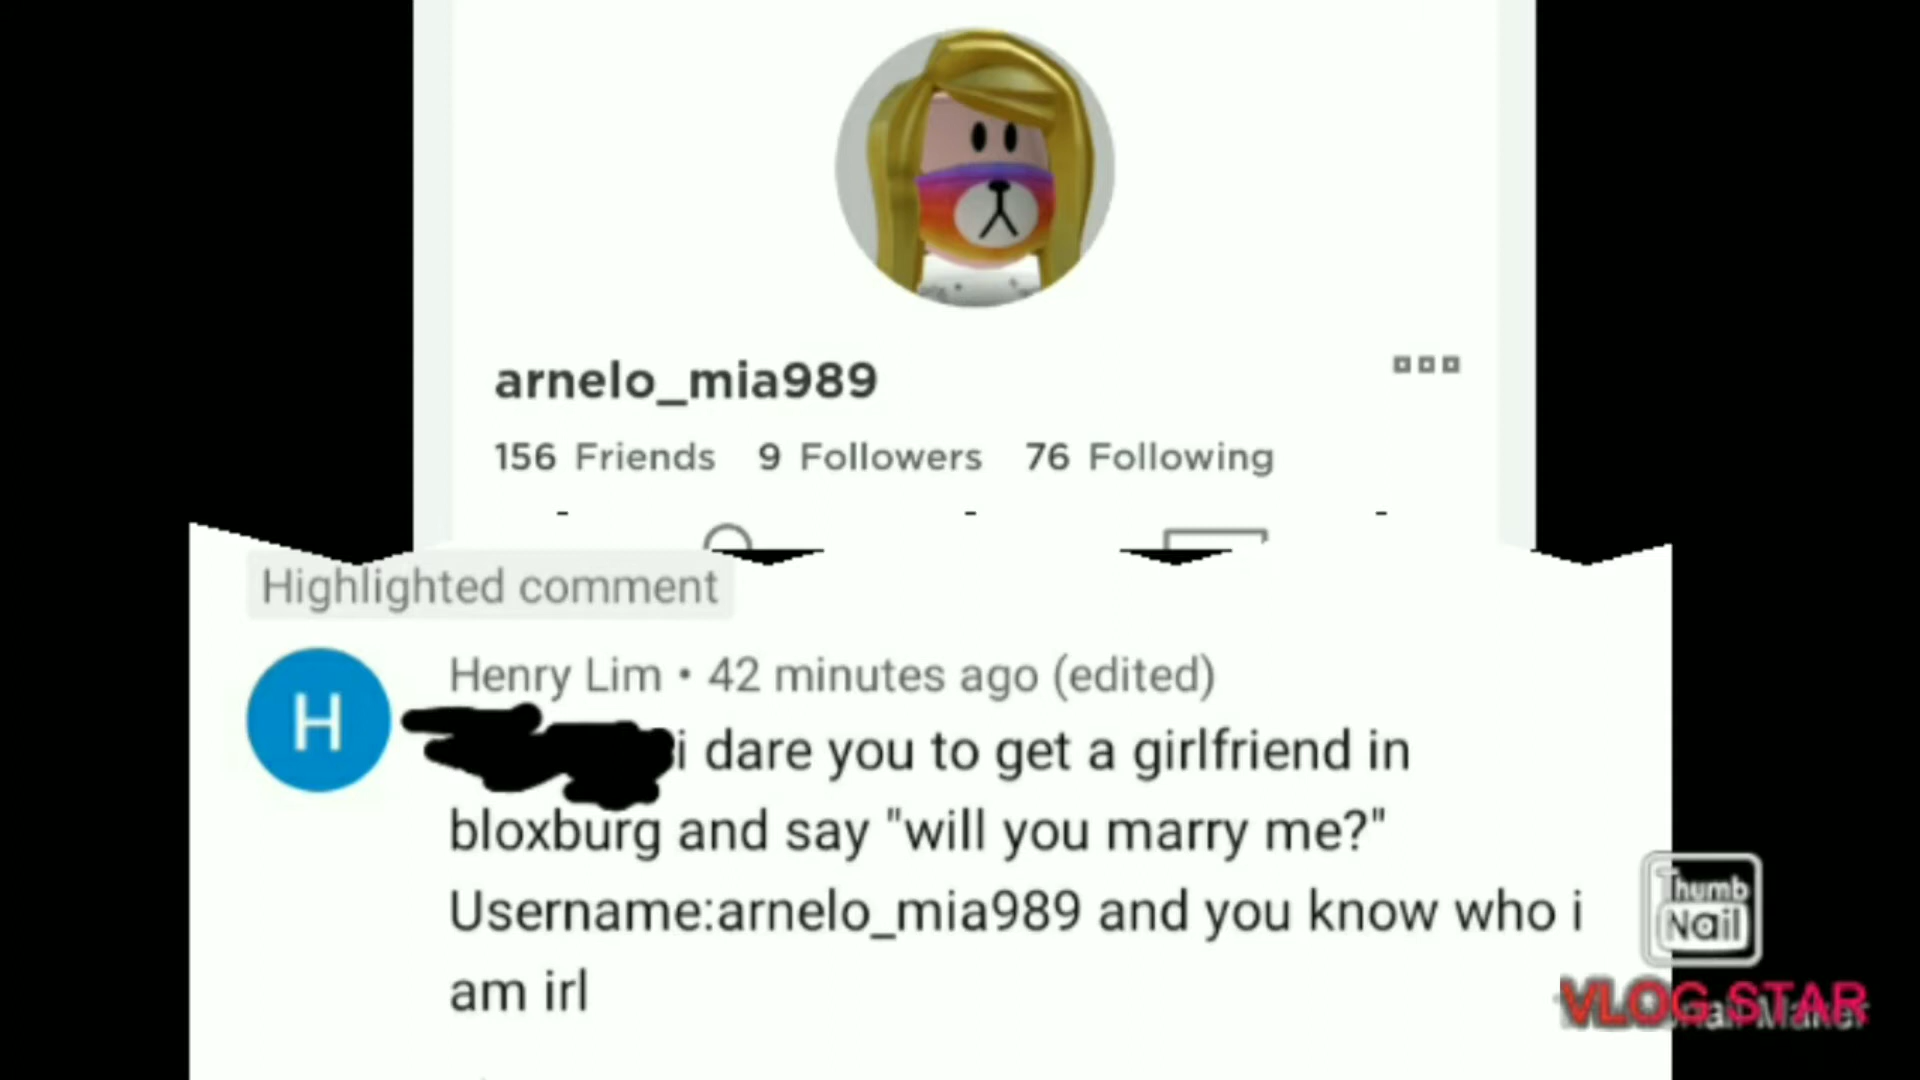 arnelo_mia989
156 Friends 9 Followers 76 Following
Highlighted comment
H
Henry Lim • 42 minutes ago (edited)
i dare you to get a girlfriend in
bloxburg and say "will you marry me?"
Username:arnelo_mia989 and you know who i
am irl
Thumb
Nail
VLOG STAR